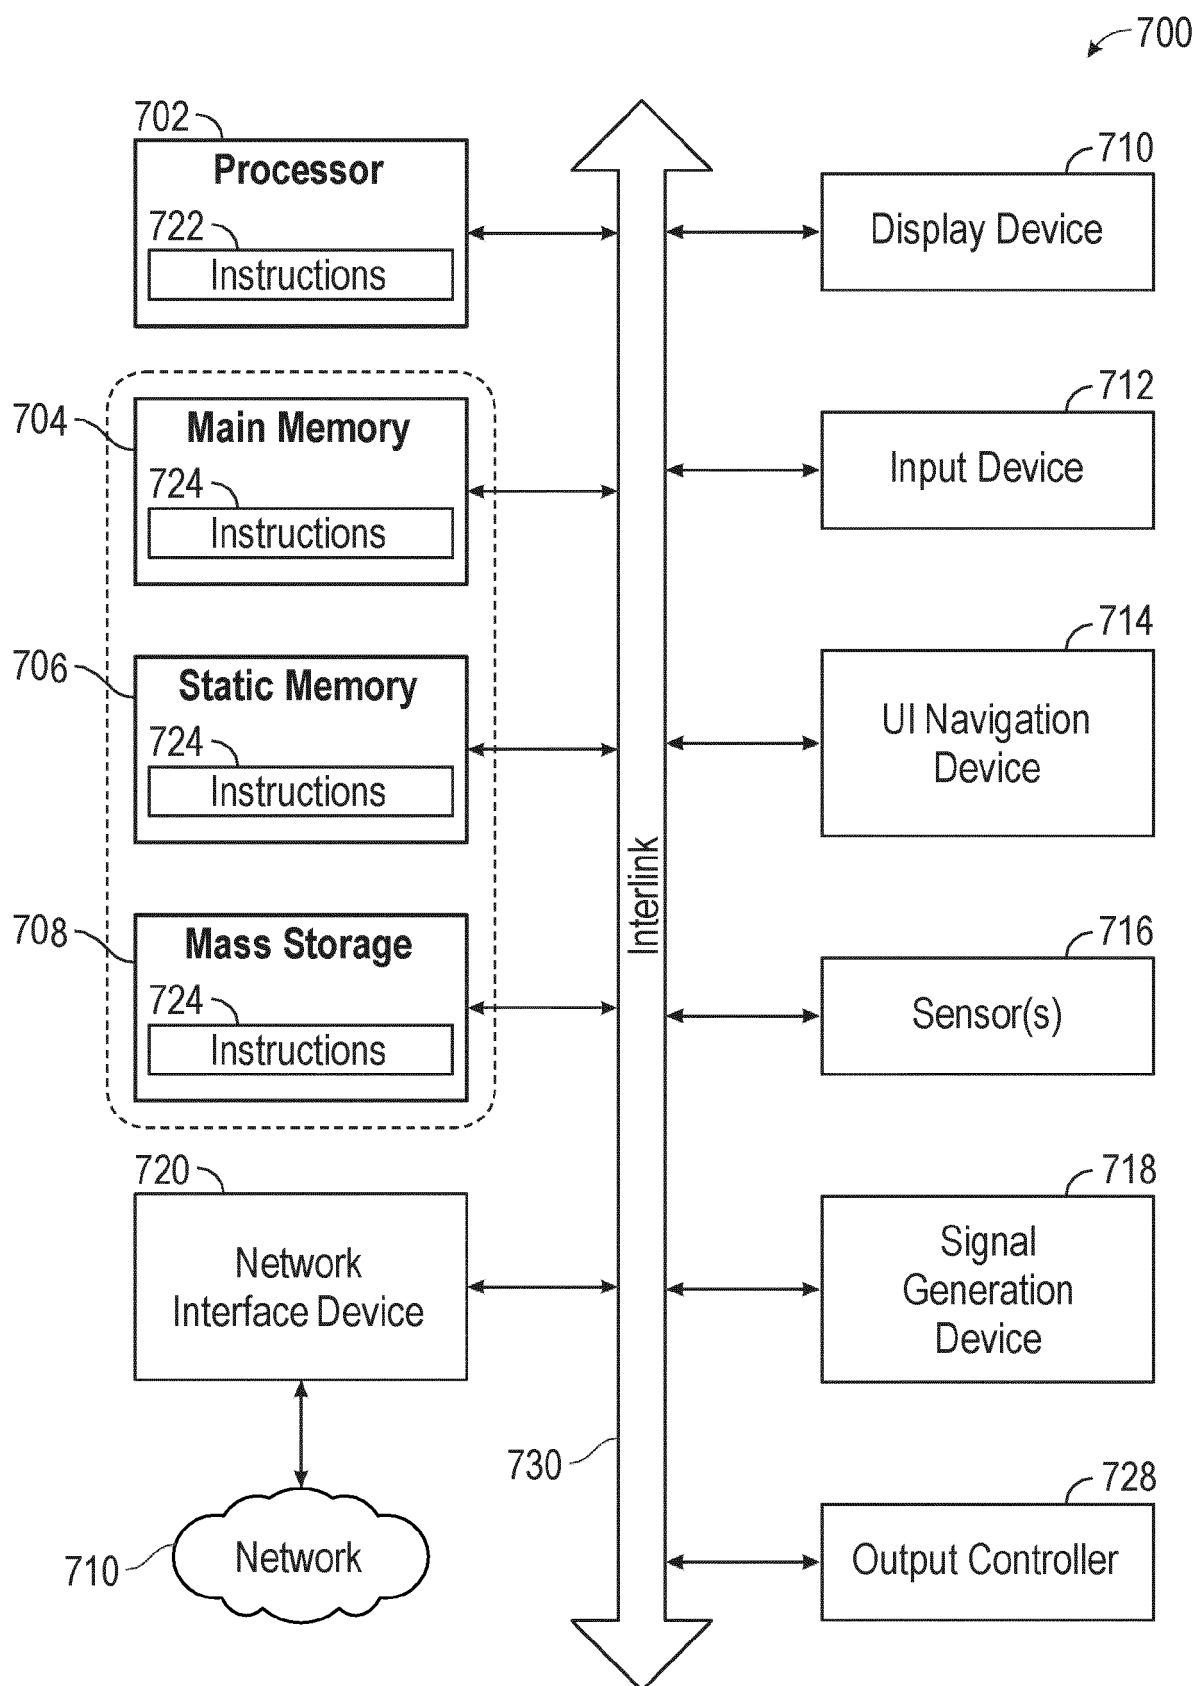 700
702
Processor
722
Instructions
704
Main Memory
724
Instructions
706
Static Memory
724
Instructions
708
Mass Storage
724
Instructions
720
Network
Interface Device
710
Network
Interlink
730
710
Display Device
712
Input Device
714
UI Navigation
Device
716
Sensor(s)
718
Signal
Generation
Device
728
Output Controller